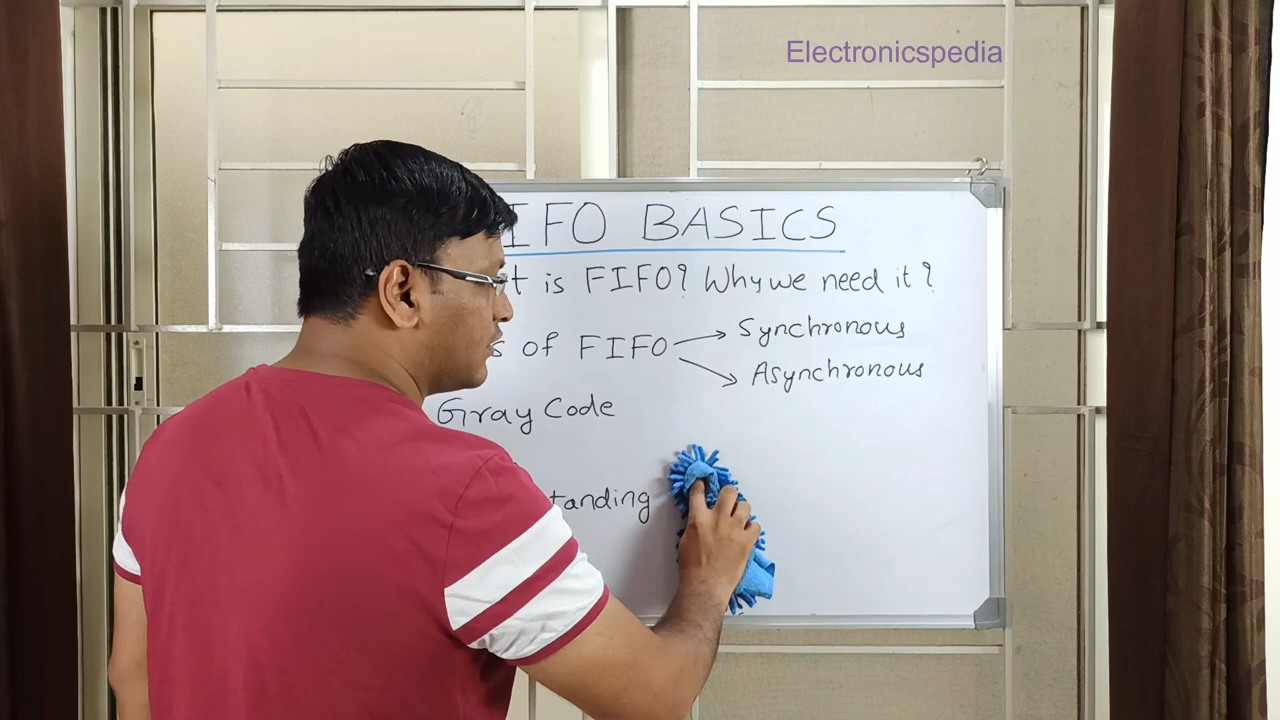 Electronicspedia
IFO BASICS
t is FIFO? Why we need it?
s of FIFO → Synchronous
→ Asynchronous
Gray Code
tanding